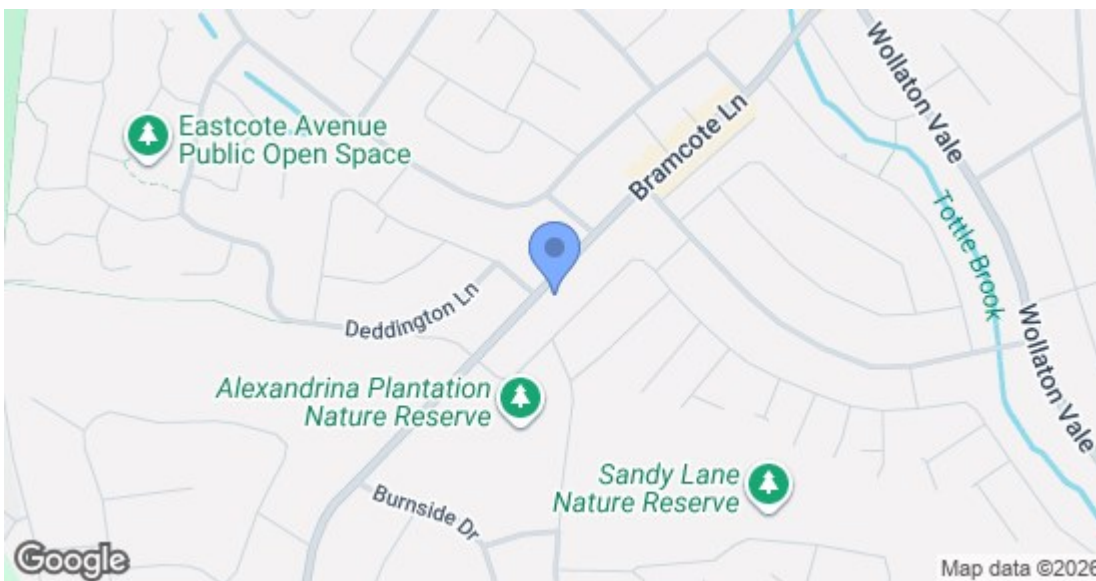 Wollaton Vale
Bramcote Ln
Eastcote Avenue
Public Open Space
Tottle Brook
Deddington Ln
Wollaton Vale
Alexandrina Plantation
Nature Reserve
Sandy Lane
Nature Reserve
Burnside Dr
Google
Map data ©2026